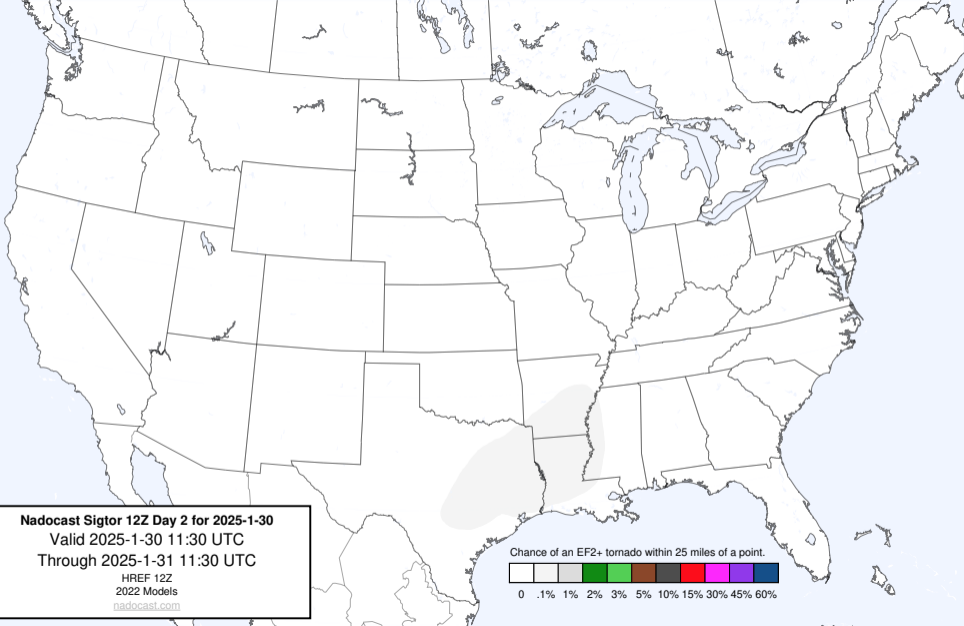 Nadocast Sigtor 12Z Day 2 for 2025-1-30
Valid 2025-1-30 11:30 UTC
Through 2025-1-31 11:30 UTC
HREF 12Z
2022 Models
nadocast.com
Chance of an EF2+ tornado within 25 miles of a point.
0 .1% 1% 2% 3% 5% 10% 15% 30% 45% 60%